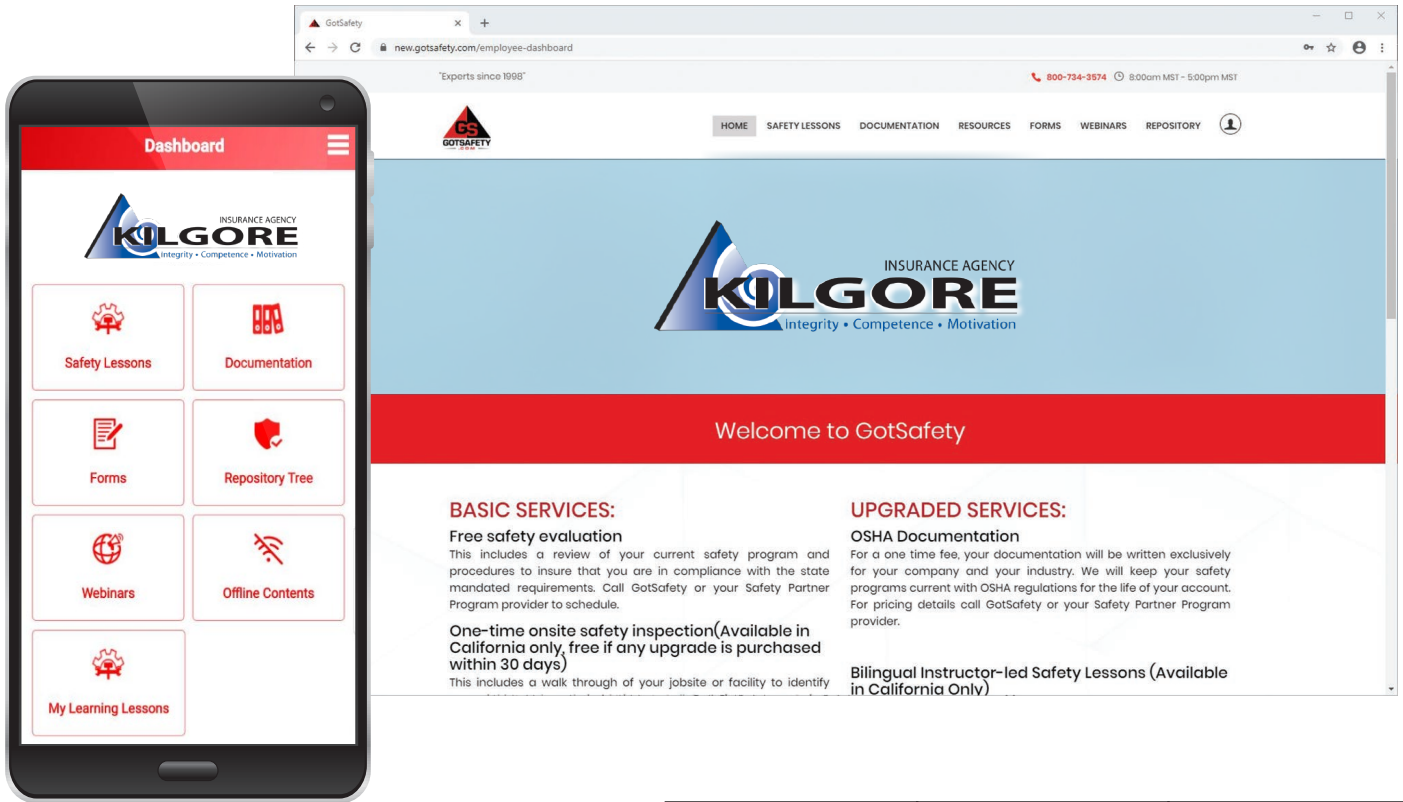 GotSafety
new.gotsafety.com/employee-dashboard
"Experts since 1998"
800-734-3574 8:00am MST - 5:00pm MST
GS
GOTSAFETY
.COM
HOME SAFETY LESSONS DOCUMENTATION RESOURCES FORMS WEBINARS REPOSITORY
INSURANCE AGENCY
KILGORE
Integrity • Competence • Motivation
Welcome to GotSafety
BASIC SERVICES:
Free safety evaluation
This includes a review of your current safety program and
procedures to insure that you are in compliance with the state
mandated requirements. Call GotSafety or your Safety Partner
Program provider to schedule.
One-time onsite safety inspection(Available in
California only, free if any upgrade is purchased
within 30 days)
This includes a walk through of your jobsite or facility to identify
UPGRADED SERVICES:
OSHA Documentation
For a one time fee, your documentation will be written exclusively
for your company and your industry. We will keep your safety
programs current with OSHA regulations for the life of your account.
For pricing details call GotSafety or your Safety Partner Program
provider.
Bilingual Instructor-led Safety Lessons (Available
in California Only)
Dashboard
INSURANCE AGENCY
KILGORE
Integrity • Competence • Motivation
Safety Lessons
Documentation
Forms
Repository Tree
Webinars
Offline Contents
My Learning Lessons